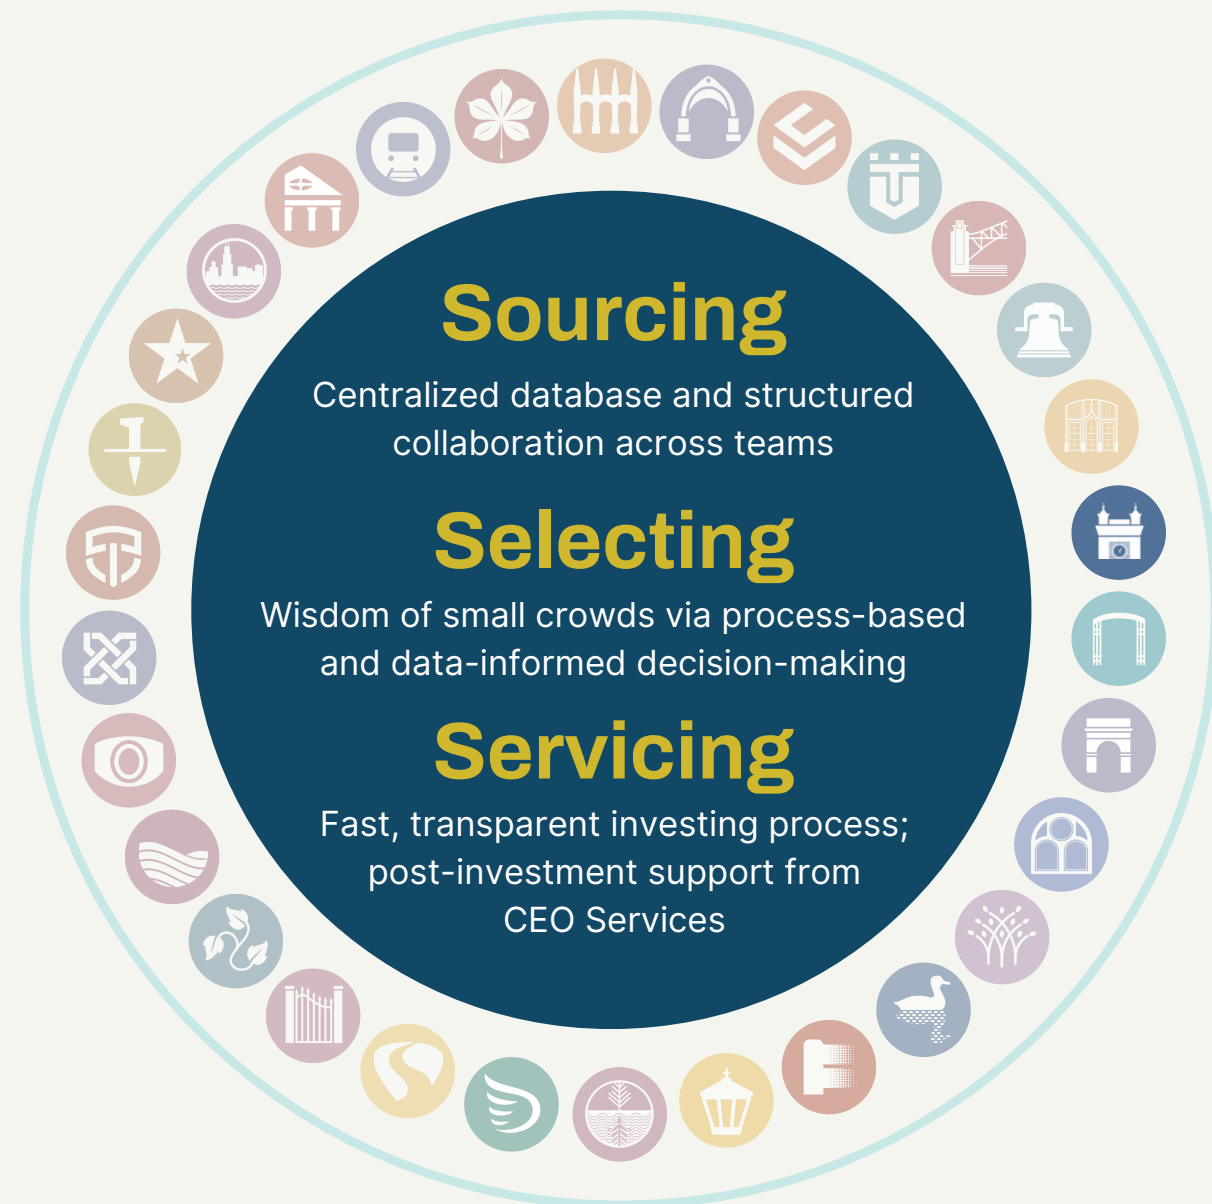 Sourcing
Centralized database and structured
collaboration across teams
Selecting
Wisdom of small crowds via process-based
and data-informed decision-making
Servicing
Fast, transparent investing process;
post-investment support from
CEO Services